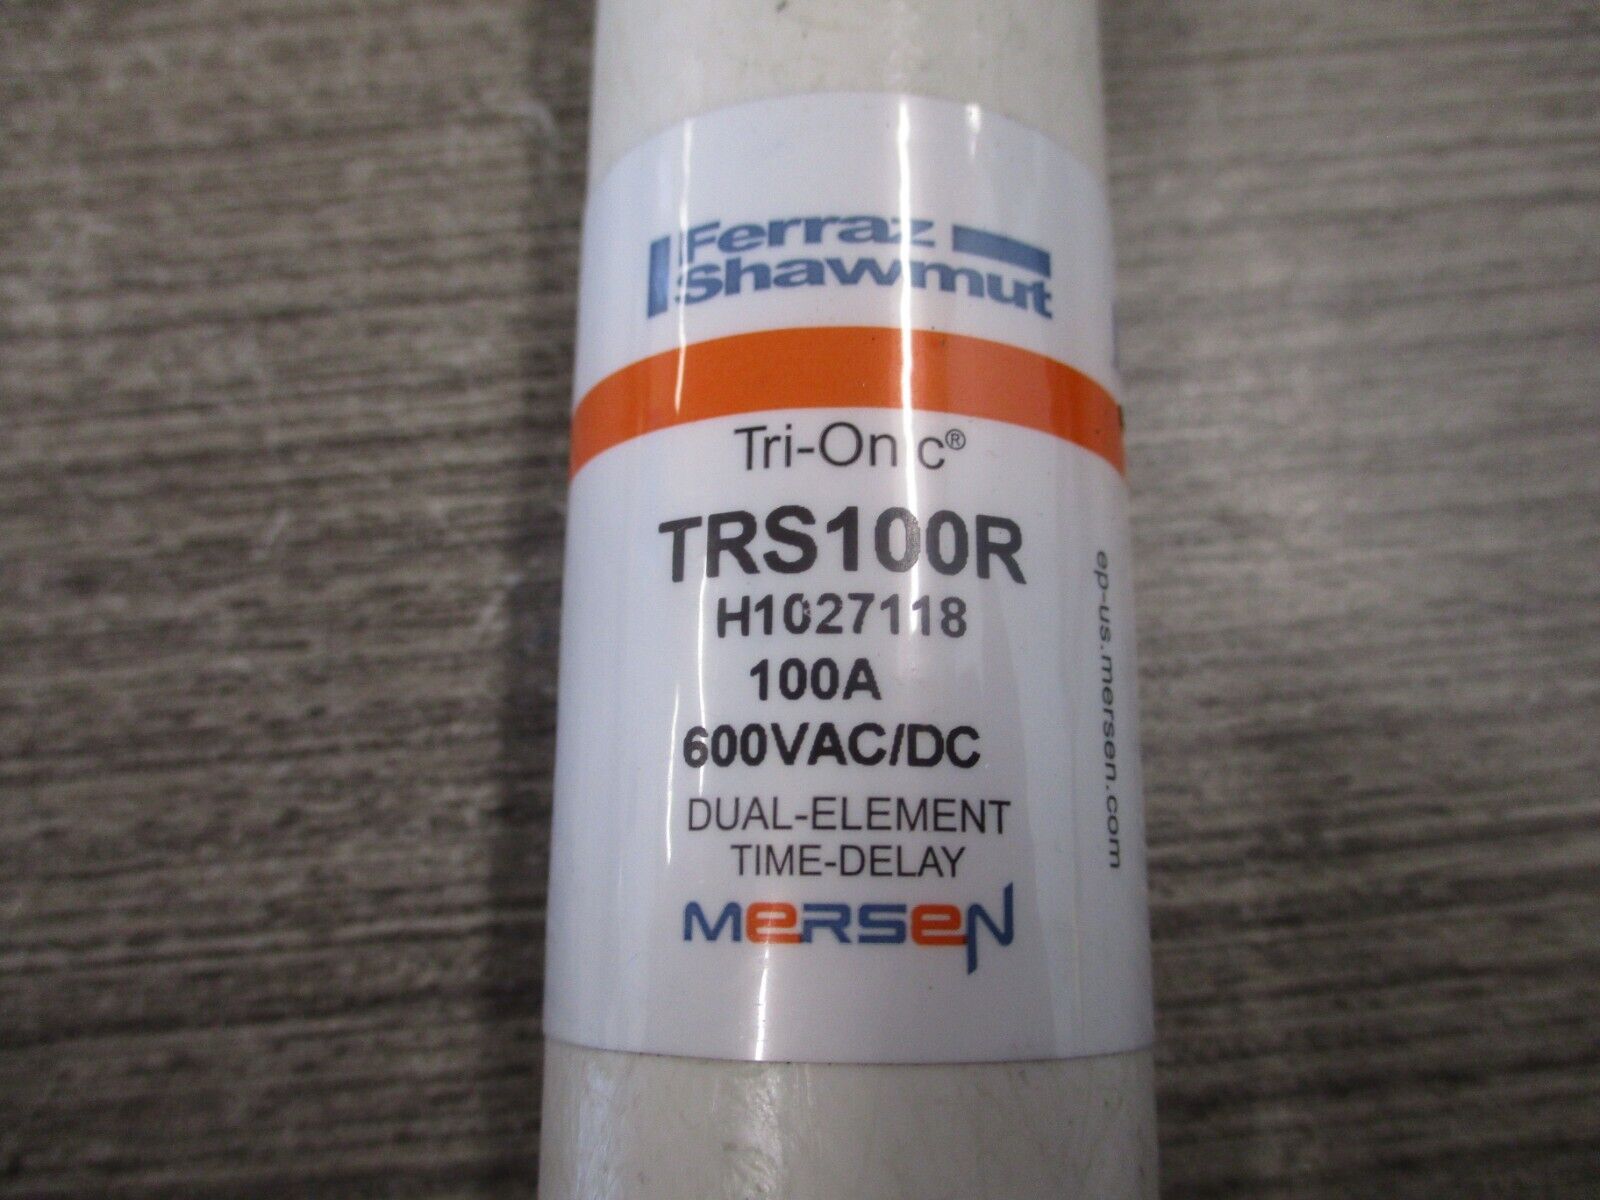 Ferraz
Shawmut
Tri-Onic®
TRS100R
H1027118
100A
600VAC/DC
DUAL-ELEMENT
TIME-DELAY
MERSEN
ep-us.mersen.com